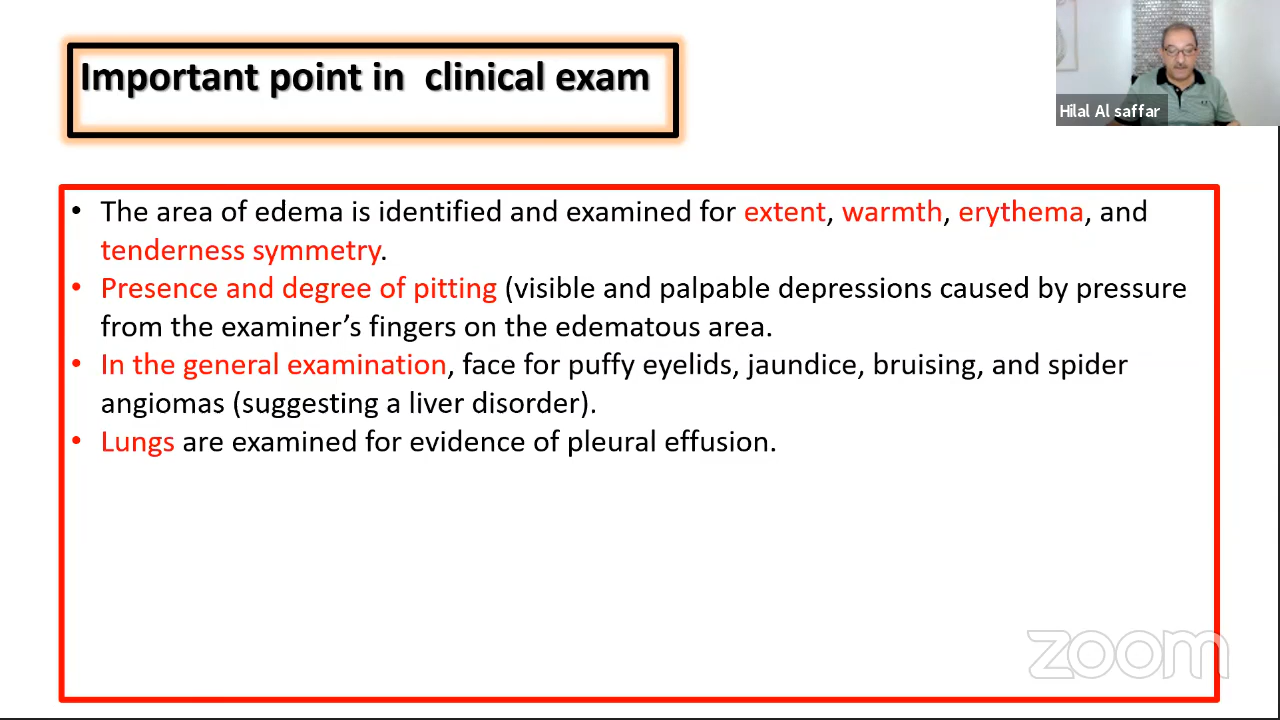 Important point in  clinical exam
Hilal Al saffar
• The area of edema is identified and examined for extent, warmth, erythema, and
tenderness symmetry.
• Presence and degree of pitting (visible and palpable depressions caused by pressure
from the examiner’s fingers on the edematous area.
• In the general examination, face for puffy eyelids, jaundice, bruising, and spider
angiomas (suggesting a liver disorder).
• Lungs are examined for evidence of pleural effusion.
zoom